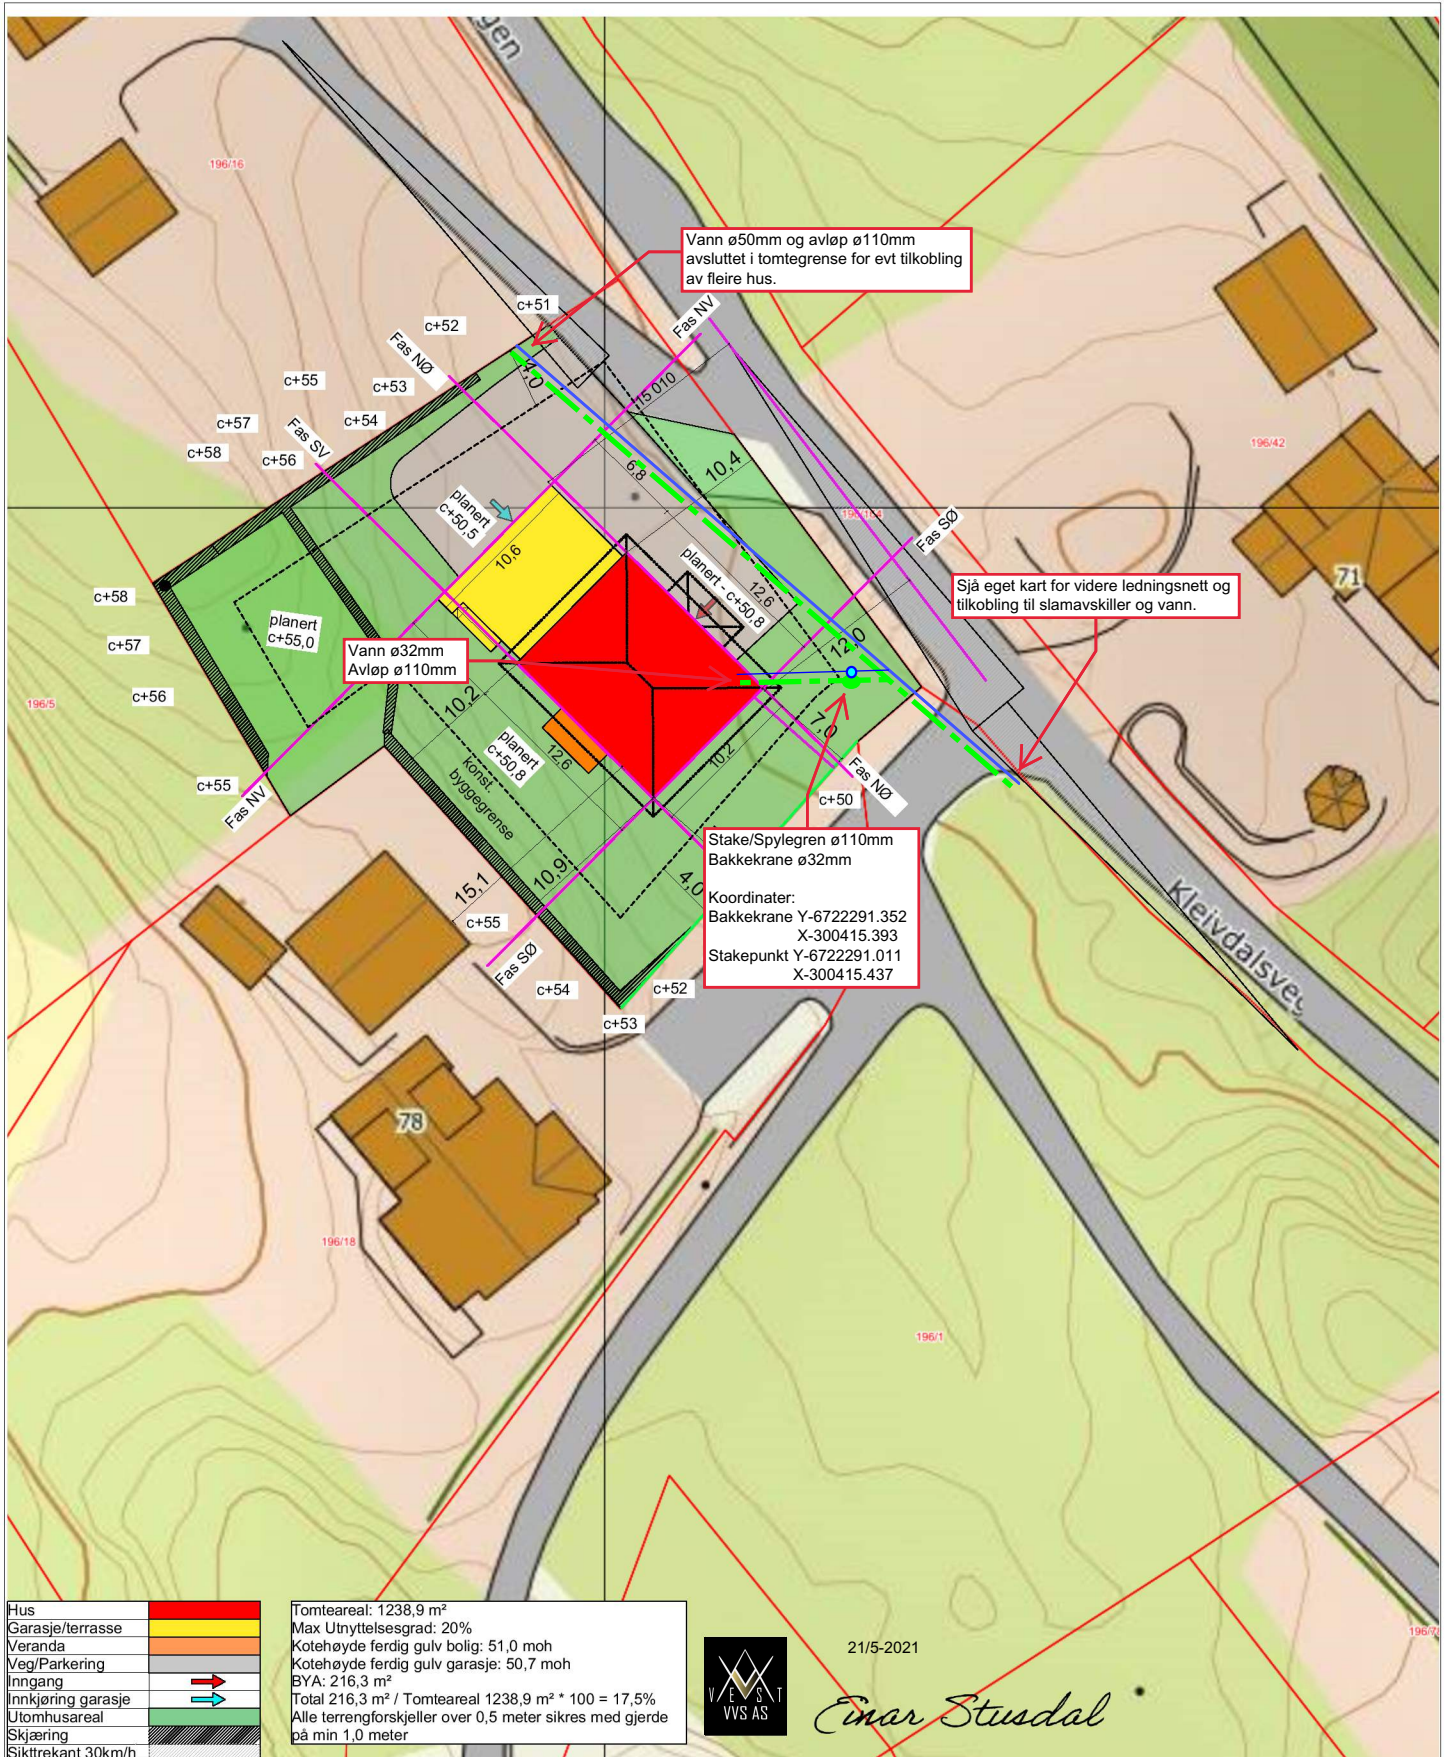 gen
196/16
Vann ø50mm og avløp ø110mm
avsluttet i tomtegrense for evt tilkobling
av fleire hus.
c+51
c+52
Fas NV
Fas NØ
c+55
c+53
4,0
15 010
c+57
c+54
Fas SV
c+58
c+56
6,8
10,4
196/42
planert
c+50,5
10,6
Fas SØ
planert - c+50,8
12,6
Sjå eget kart for videre ledningsnett og
tilkobling til slamavskiller og vann.
71
c+58
planert
c+55,0
c+57
Vann ø32mm
Avløp ø110mm
12,0
c+56
196/5
10,2
7,0
planert
c+50,8
12,6
10,2
konst.
byggegrense
Fas NØ
c+55
Fas NV
c+50
Stake/Spylegren ø110mm
Bakkekrane ø32mm
Koordinater:
Bakkekrane Y-6722291.352
X-300415.393
Stakepunkt Y-6722291.011
X-300415.437
15,1
10,9
4,0
c+55
Fas SØ
Kleivdalsveg
c+54
c+52
c+53
78
196/18
196/1
Hus
Garasje/terrasse
Veranda
Veg/Parkering
Inngang
Innkjøring garasje
Utomhusareal
Skjæring
Sikttrekant 30km/h
Tomteareal: 1238,9 m²
Max Utnyttelsesgrad: 20%
Kotehøyde ferdig gulv bolig: 51,0 moh
Kotehøyde ferdig gulv garasje: 50,7 moh
BYA: 216,3 m²
Total 216,3 m² / Tomteareal 1238,9 m² * 100 = 17,5%
Alle terrengforskjeller over 0,5 meter sikres med gjerde
på min 1,0 meter
VEST
VVS AS
21/5-2021
Einar Stusdal